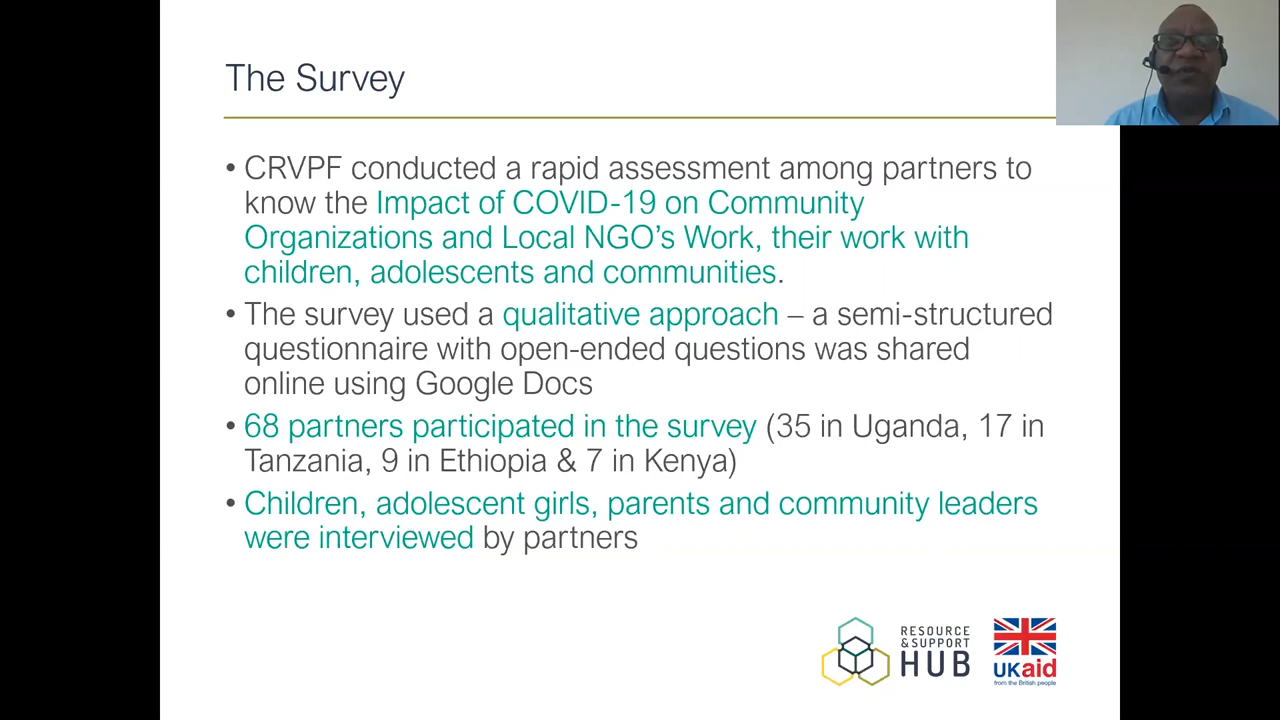 The Survey
• CRVPF conducted a rapid assessment among partners to
know the Impact of COVID-19 on Community
Organizations and Local NGO’s Work, their work with
children, adolescents and communities.
• The survey used a qualitative approach – a semi-structured
questionnaire with open-ended questions was shared
online using Google Docs
• 68 partners participated in the survey (35 in Uganda, 17 in
Tanzania, 9 in Ethiopia & 7 in Kenya)
• Children, adolescent girls, parents and community leaders
were interviewed by partners
RESOURCE
&SUPPORT
HUB
UKaid
from the British people